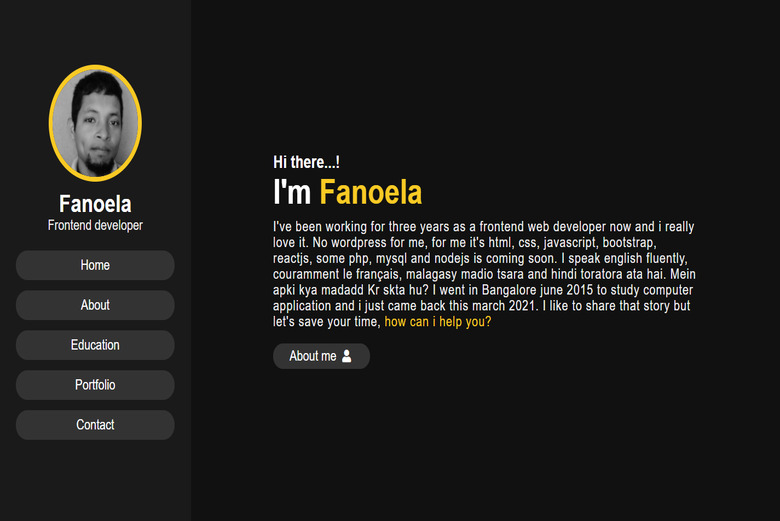 Fanoela
Frontend developer
Home
About
Education
Portfolio
Contact
Hi there...!
I'm Fanoela
I've been working for three years as a frontend web developer now and i really
love it. No wordpress for me, for me it's html, css, javascript, bootstrap,
reactjs, some php, mysql and nodejs is coming soon. I speak english fluently,
couramment le français, malagasy madio tsara and hindi toratora ata hai. Mein
apki kya madadd Kr skta hu? I went in Bangalore june 2015 to study computer
application and i just came back this march 2021. I like to share that story but
let's save your time, how can i help you?
About me